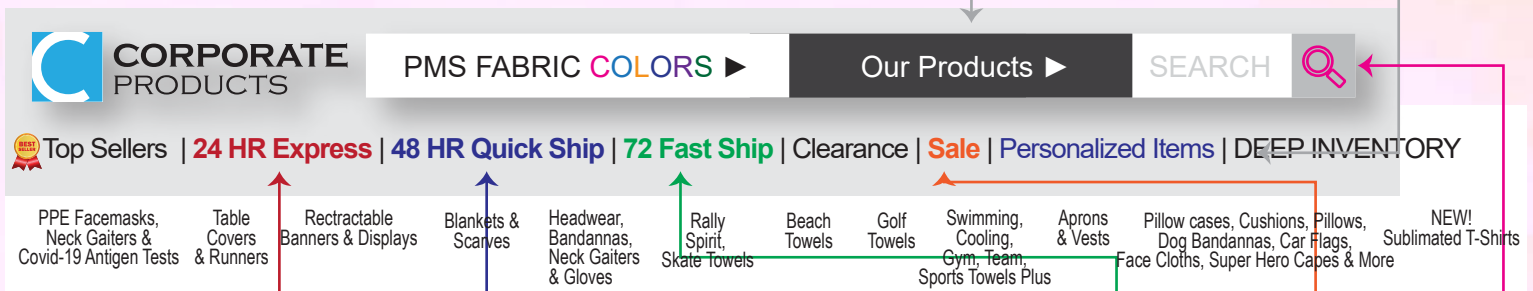 CORPORATE
PRODUCTS
PMS FABRIC COLORS ►
Our Products ►
SEARCH
BEST
SELLER
Top Sellers | 24 HR Express | 48 HR Quick Ship | 72 Fast Ship | Clearance | Sale | Personalized Items | DEEP INVENTORY
PPE Facemasks,
Neck Gaiters &
Covid-19 Antigen Tests
Table
Covers
& Runners
Rectractable
Banners & Displays
Blankets &
Scarves
Headwear,
Bandannas,
Neck Gaiters
& Gloves
Rally
Spirit,
Skate Towels
Beach
Towels
Golf
Towels
Swimming,
Cooling,
Gym, Team,
Sports Towels Plus
Aprons
& Vests
Pillow cases, Cushions, Pillows,
Dog Bandannas, Car Flags,
Face Cloths, Super Hero Capes & More
NEW!
Sublimated T-Shirts